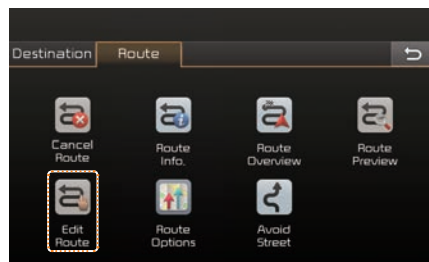 Destination
Route
Cancel
Route
Route
Info.
Route
Overview
Route
Preview
Edit
Route
Route
Options
Avoid
Street